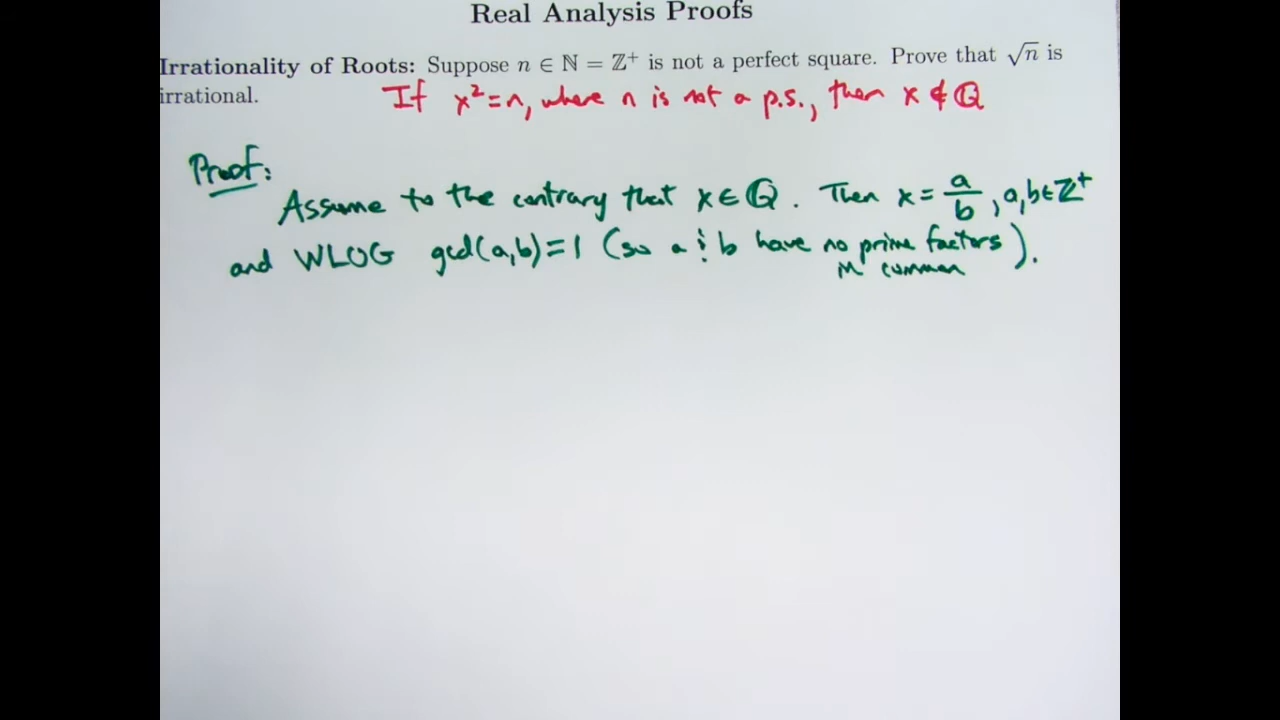 Real Analysis Proofs
Irrationality of Roots: Suppose n ∈ ℕ = ℤ⁺ is not a perfect square. Prove that √n is
irrational.
If x² = n, where n is not a p.s., then x ∉ ℚ
Proof:
Assume to the contrary that x ∈ ℚ. Then x = a/b, a,b ∈ ℤ⁺
and WLOG gcd(a,b) = 1 (so a & b have no prime factors
in common).